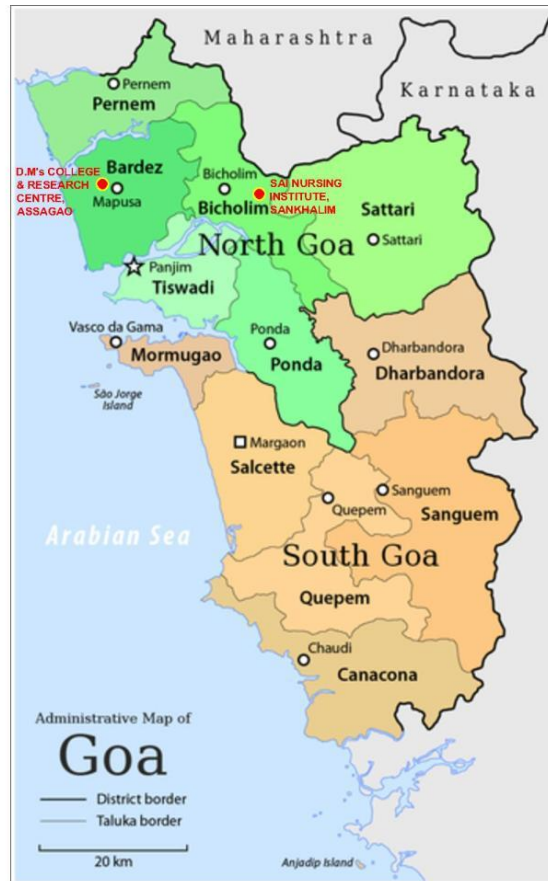 Maharashtra
Karnataka
Pernem
Pernem
D.M's COLLEGE
& RESEARCH
CENTRE,
ASSAGAO
Bardez
Mapusa
Bicholim
Bicholim
SAI NURSING
INSTITUTE,
SANKHALIM
Sattari
Sattari
North Goa
Panjim
Tiswadi
Vasco da Gama
Mormugao
São Jorge
Island
Ponda
Ponda
Dharbandora
Dharbandora
Margaon
Salcette
Quepem
Sanguem
Sanguem
Arabian Sea
South Goa
Quepem
Chaudi
Canacona
Administrative Map of
Goa
District border
Taluka border
20 km
Anjadip Island